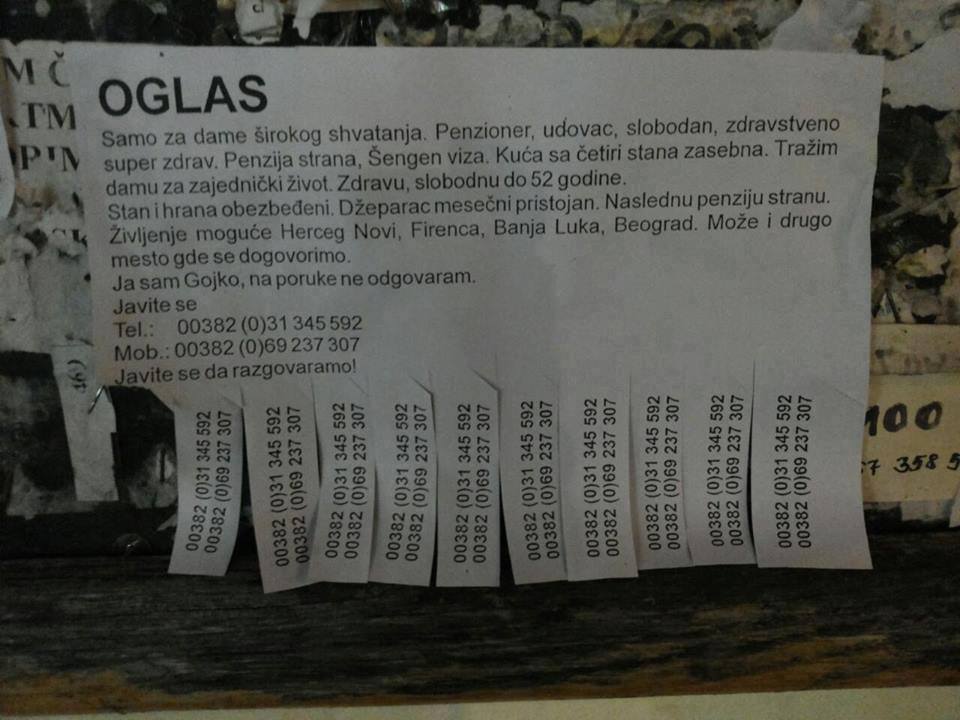 OGLAS
Samo za dame širokog shvatanja. Penzioner, udovac, slobodan, zdravstveno
super zdrav. Penzija strana, Šengen viza. Kuća sa četiri stana zasebna. Tražim
damu za zajednički život. Zdravu, slobodnu do 52 godine.
Stan i hrana obezbeđeni. Džeparac mesečni pristojan. Naslednu penziju stranu.
Življenje moguće Herceg Novi, Firenca, Banja Luka, Beograd. Može i drugo
mesto gde se dogovorimo.
Ja sam Gojko, na poruke ne odgovaram.
Javite se
Tel.: 00382 (0)31 345 592
Mob.: 00382 (0)69 237 307
Javite se da razgovaramo!
00382 (0)31 345 592
00382 (0)69 237 307
00382 (0)31 345 592
00382 (0)69 237 307
00382 (0)31 345 592
00382 (0)69 237 307
00382 (0)31 345 592
00382 (0)69 237 307
00382 (0)31 345 592
00382 (0)69 237 307
00382 (0)31 345 592
00382 (0)69 237 307
00382 (0)31 345 592
00382 (0)69 237 307
00382 (0)31 345 592
00382 (0)69 237 307
00382 (0)31 345 592
00382 (0)69 237 307
00382 (0)31 345 592
00382 (0)69 237 307
100
7 358 5